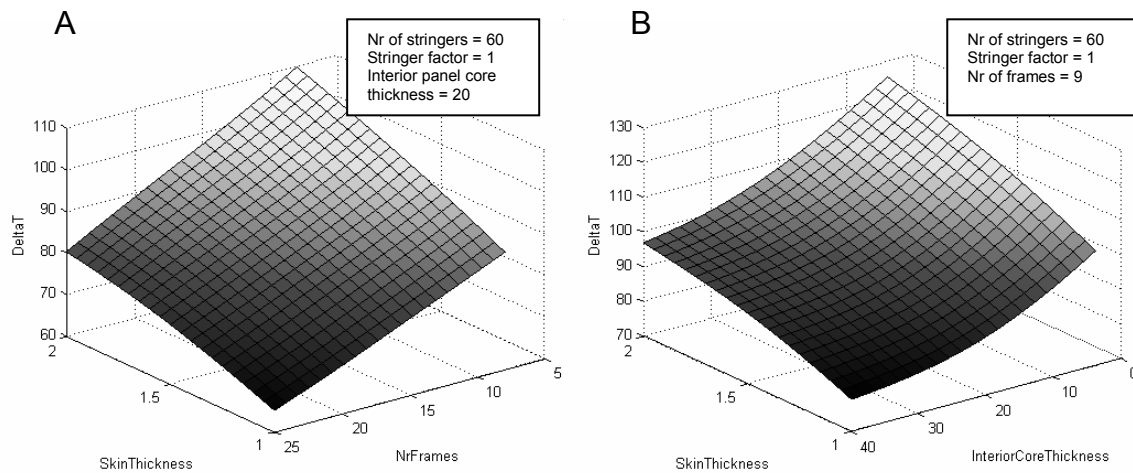 A
Nr of stringers = 60
Stringer factor = 1
Interior panel core
thickness = 20
110
100
90
80
70
60
DeltaT
2
1.5
1
SkinThickness
25
20
15
10
5
NrFrames
B
Nr of stringers = 60
Stringer factor = 1
Nr of frames = 9
130
120
110
100
90
80
70
DeltaT
2
1.5
1
SkinThickness
40
30
20
10
0
InteriorCoreThickness